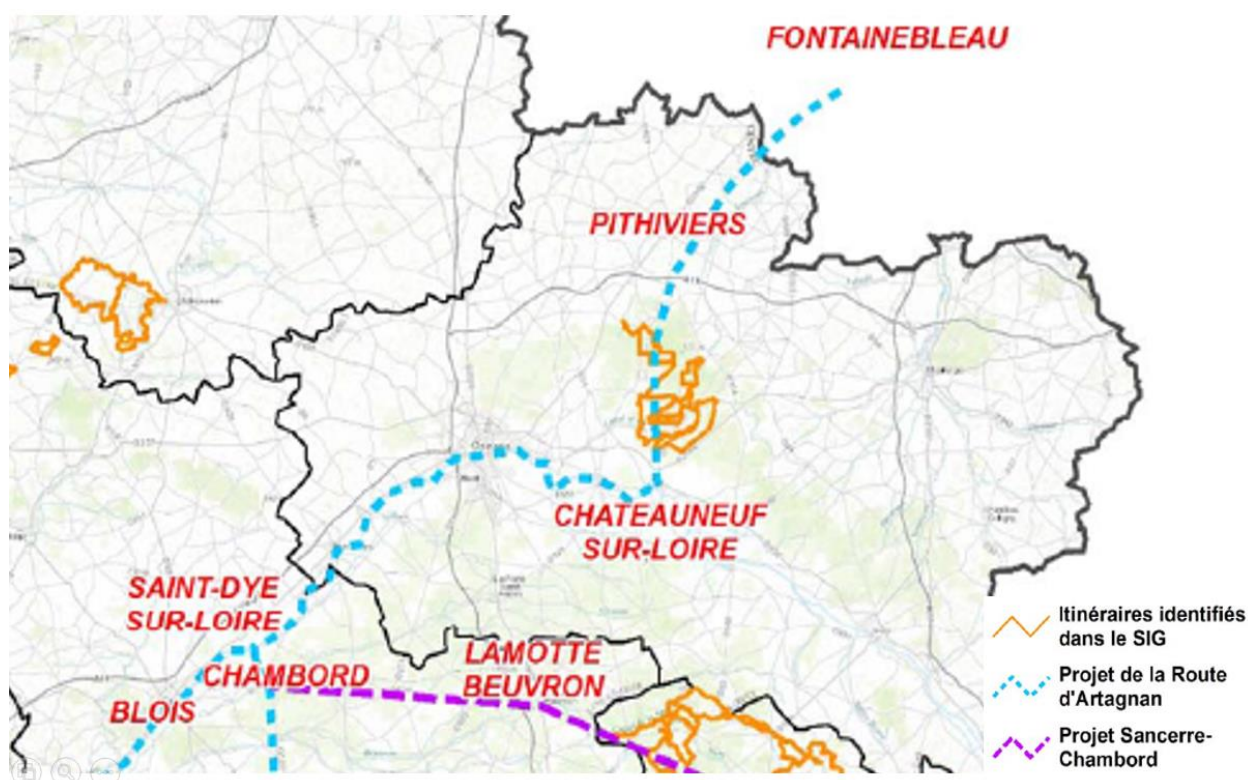 FONTAINEBLEAU
PITHIVIERS
CHATEAUNEUF
SUR-LOIRE
SAINT-DYE
SUR-LOIRE
LAMOTTE
BEUVRON
CHAMBORD
BLOIS
Itinéraires identifiés
dans le SIG
Projet de la Route
d'Artagnan
Projet Sancerre-
Chambord